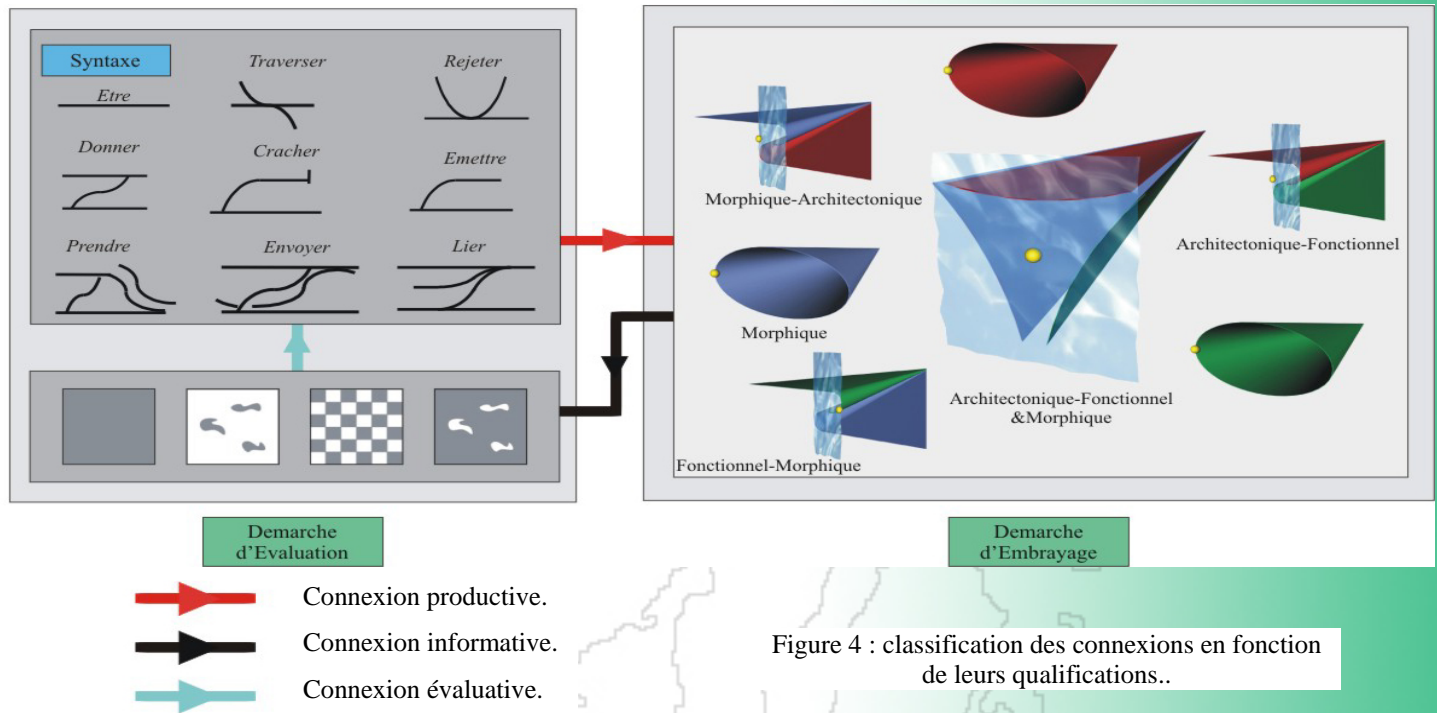 Syntaxe
Traverser
Rejeter
Etre
Donner
Cracher
Emettre
Prendre
Envoyer
Lier
Morphique-Architectonique
Architectonique-Fonctionnel
Morphique
Architectonique-Fonctionnel
&Morphique
Fonctionnel-Morphique
Demarche
d'Evaluation
Demarche
d'Embrayage
Connexion productive.
Connexion informative.
Connexion évaluative.
Figure 4 : classification des connexions en fonction
de leurs qualifications..